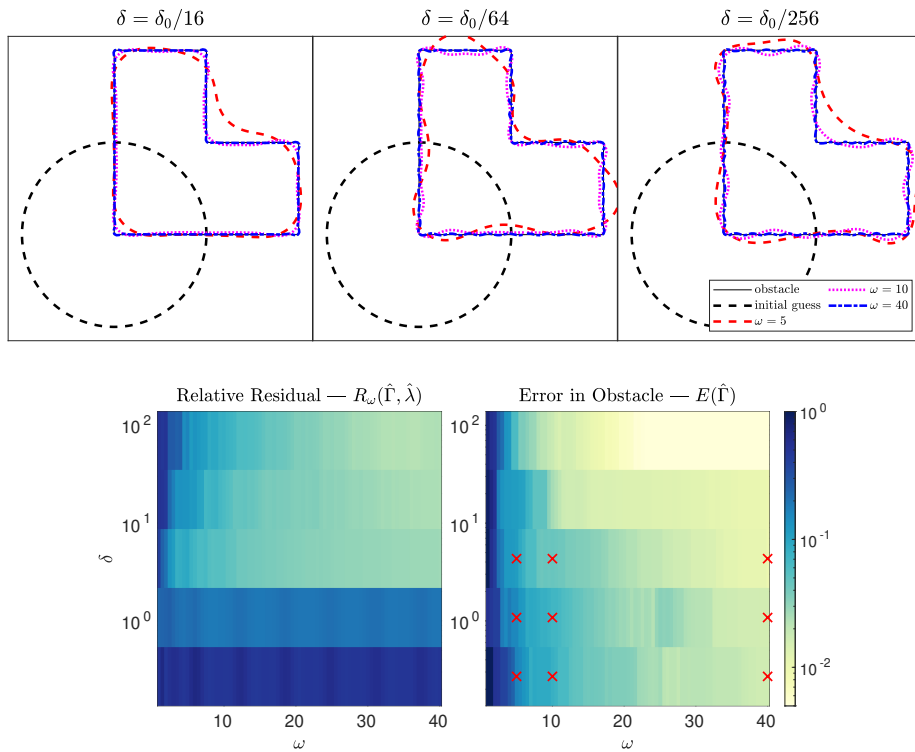 δ = δ₀/16
δ = δ₀/64
δ = δ₀/256
obstacle
initial guess
ω = 5
ω = 10
ω = 40
Relative Residual — R_ω(Γ̂, λ̂)
Error in Obstacle — E(Γ̂)
10²
10¹
10⁰
δ
10
20
30
40
ω
10²
10¹
10⁰
10
20
30
40
ω
10⁰
10⁻¹
10⁻²